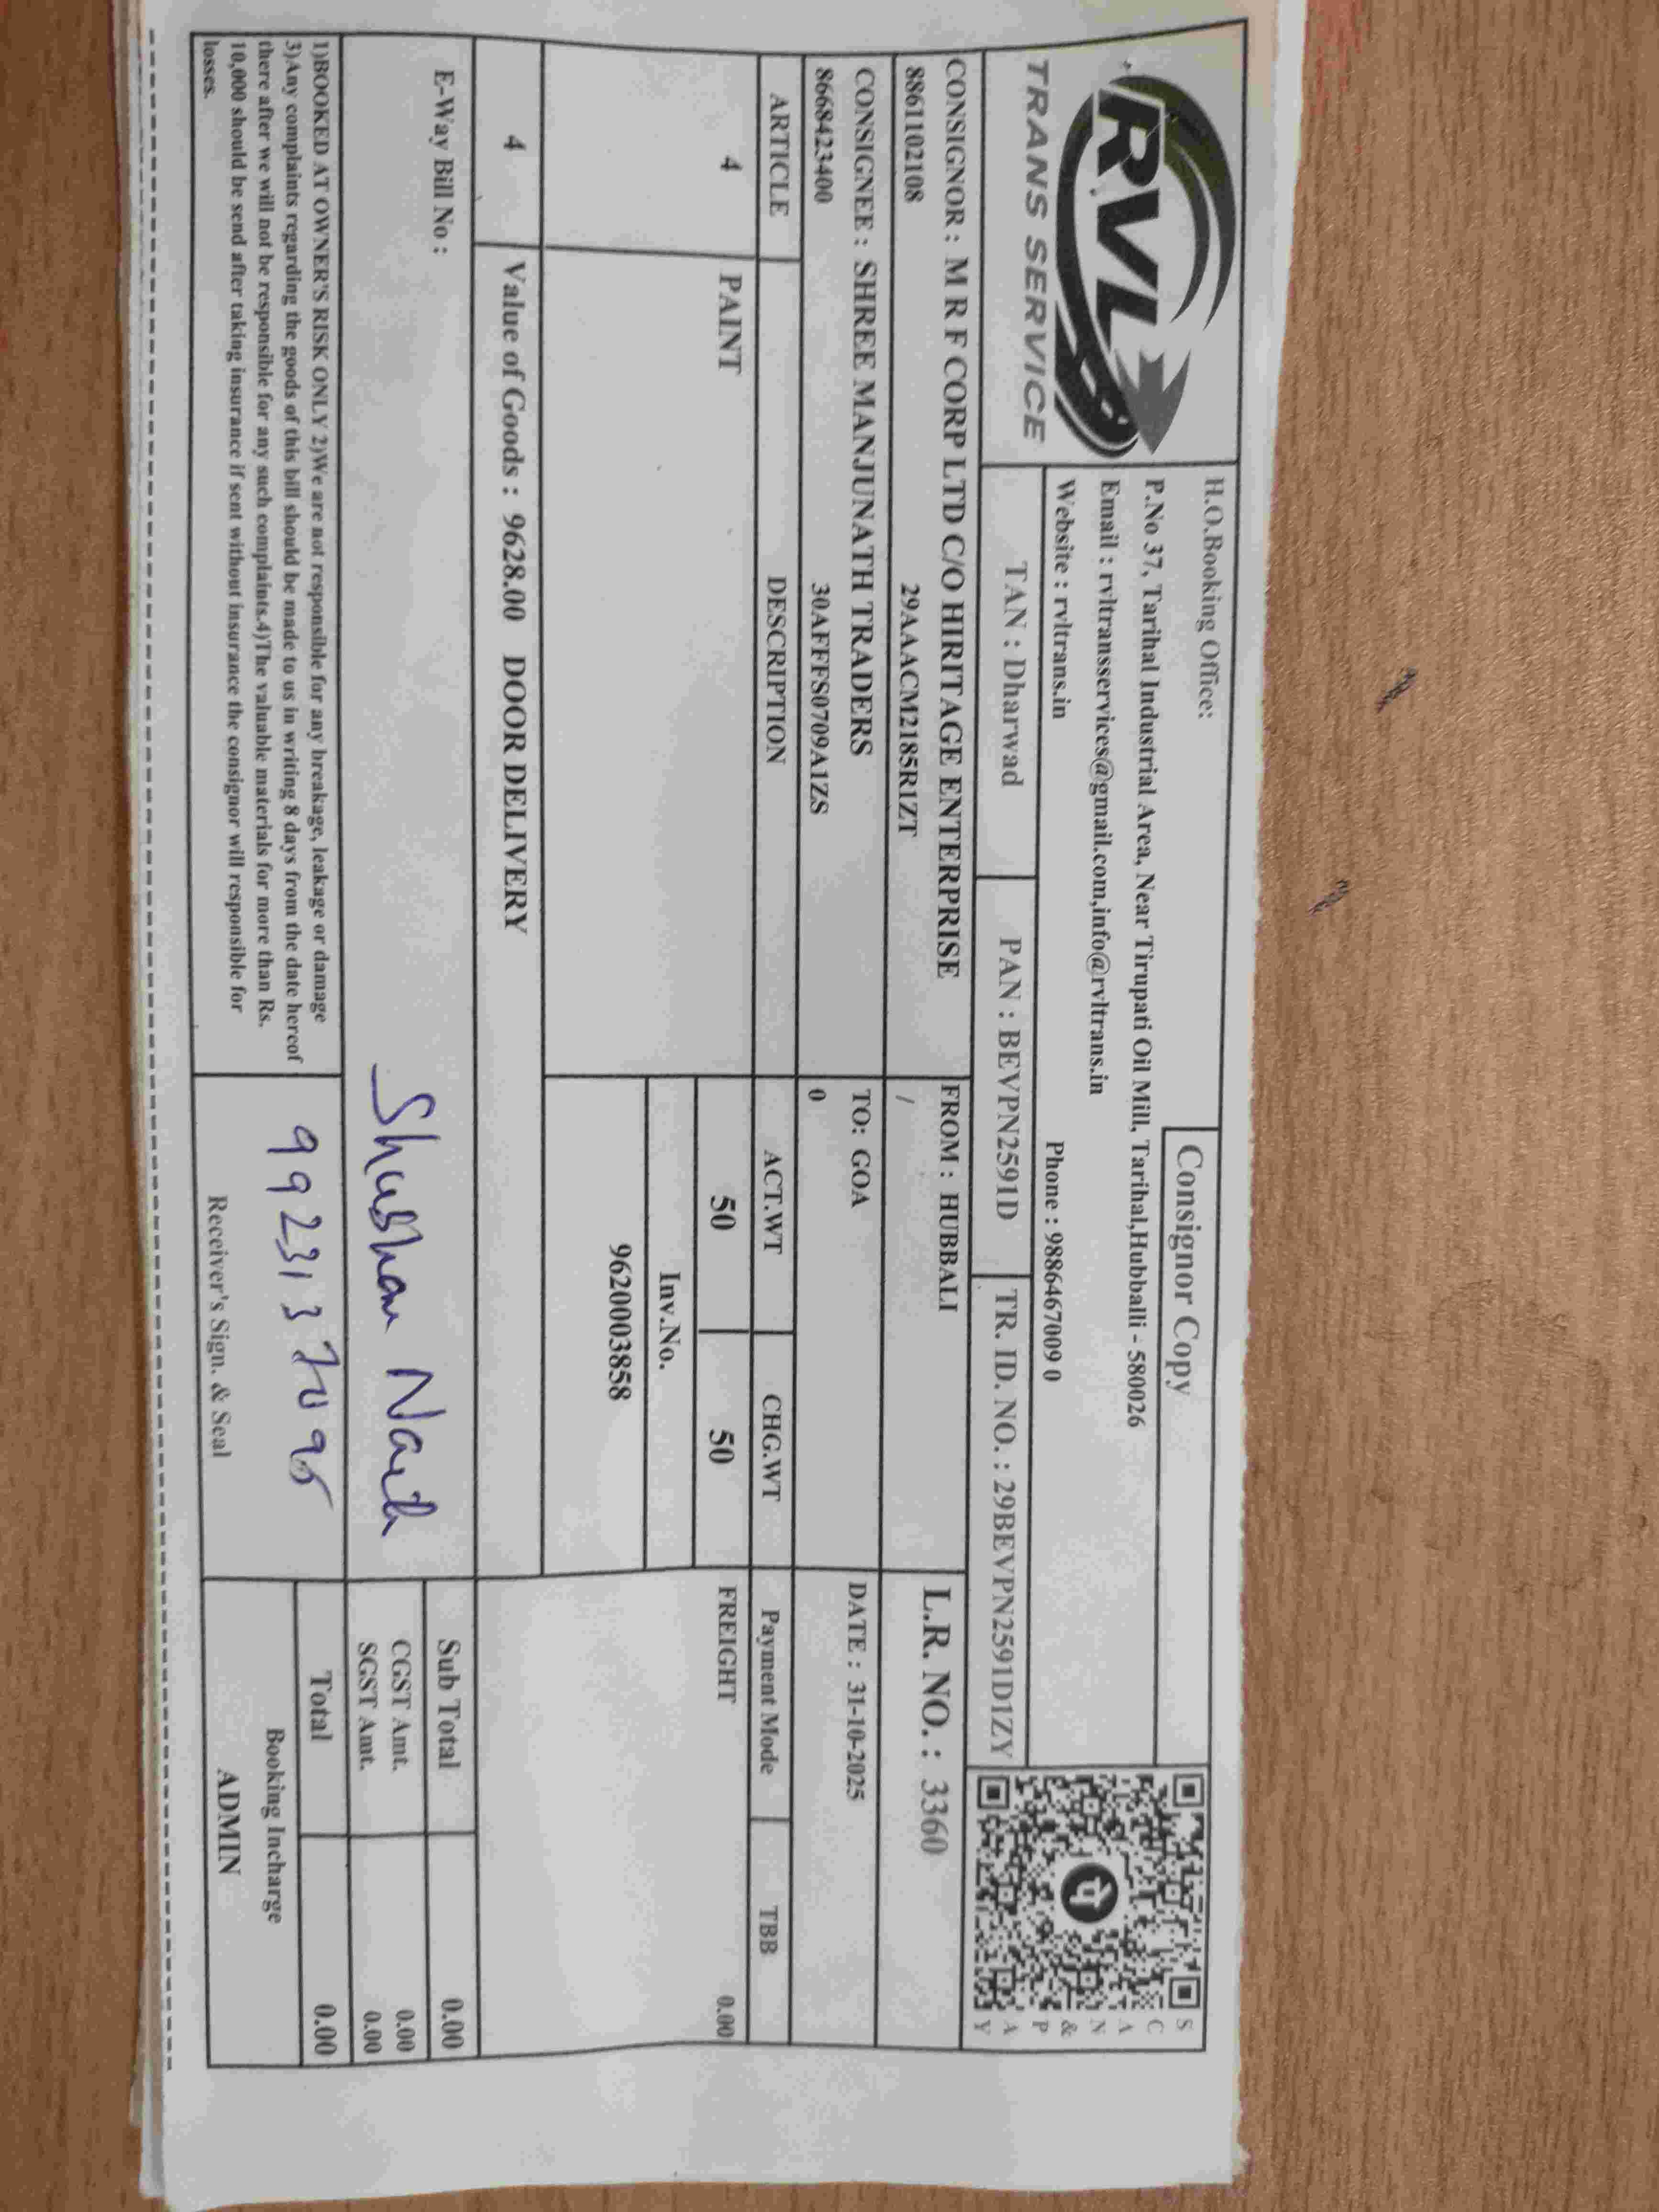 RVL
TRANS SERVICE
Consignor Copy
H.O.Booking Office:
P.No 37, Tarihal Industrial Area, Near Tirupati Oil Mill, Tarihal,Hubballi - 580026
Email : rvltransservices@gmail.com,info@rvltrans.in
Website : rvltrans.in Phone : 9886467009 0
SCAN & PAY
TAN : Dharwad PAN : BEVPN2591D TR. ID. NO. : 29BEVPN2591D1ZY
CONSIGNOR : M R F CORP LTD C/O HIRITAGE ENTERPRISE FROM : HUBBALI L.R. NO. : 3360
8861102108 29AAACM2185R1ZT /
CONSIGNEE : SHREE MANJUNATH TRADERS TO: GOA DATE : 31-10-2025
8668423400 30AFFFS0709A1ZS 0
ARTICLE DESCRIPTION ACT.WT CHG.WT Payment Mode TBB
4 PAINT 50 50 FREIGHT 0.00
Inv.No.
9620003858
4 Value of Goods : 9628.00 DOOR DELIVERY
E-Way Bill No : Sub Total 0.00
Shubham Naik CGST Amt. 0.00
SGST Amt. 0.00
1)BOOKED AT OWNER'S RISK ONLY 2)We are not responsible for any breakage, leakage or damage
3)Any complaints regarding the goods of this bill should be made to us in writing 8 days from the date hereof
there after we will not be responsible for any such complaints.4)The valuable materials for more than Rs.
10,000 should be send after taking insurance if sent without insurance the consignor will responsible for
losses.
Total 0.00
Receiver's Sign. & Seal
Booking Incharge
ADMIN